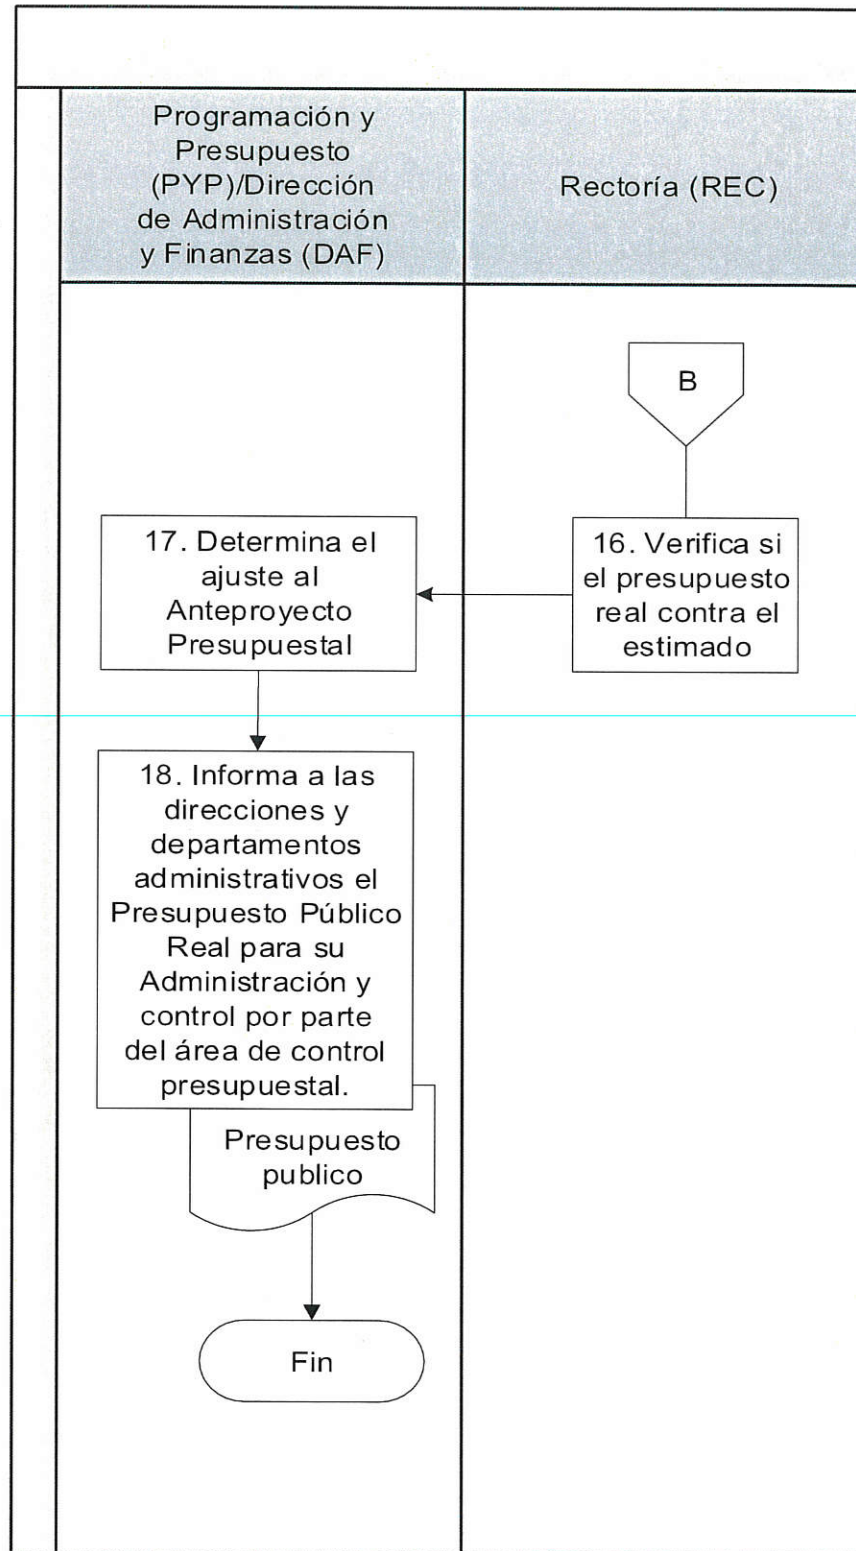 Programación y
Presupuesto
(PYP)/Dirección
de Administración
y Finanzas (DAF)
Rectoría (REC)
B
16. Verifica si
el presupuesto
real contra el
estimado
17. Determina el
ajuste al
Anteproyecto
Presupuestal
18. Informa a las
direcciones y
departamentos
administrativos el
Presupuesto Público
Real para su
Administración y
control por parte
del área de control
presupuestal.
Presupuesto
publico
Fin